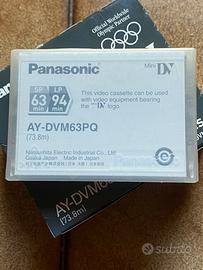 Official Worldwide
Olympic Partner
Panasonic
Mini DV
SP
63
min
LP
94
min
This video cassette can be used
with video equipment bearing
the Mini DV logo.
AY-DVM63PQ
(73.8m)
Matsushita Electric Industrial Co., Ltd.
Osaka Japan Made in Japan
AY-DVM6
(73.8m)
subito